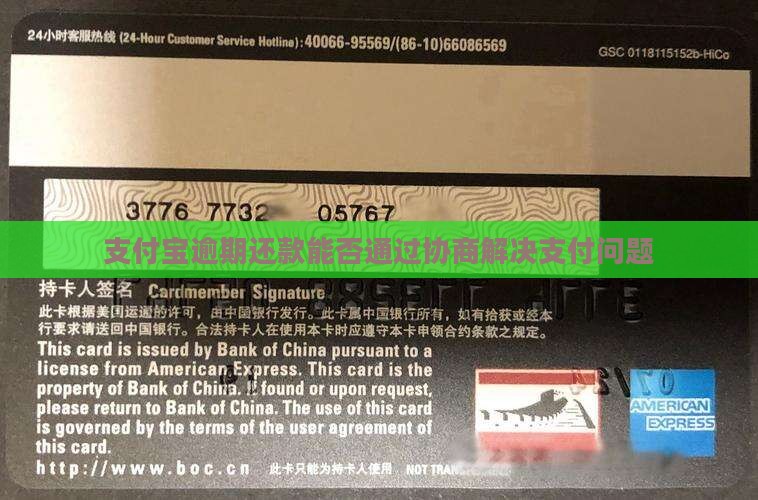 24小时客服热线 (24-Hour Customer Service Hotline):40066-95569/(86-10)66086569
GSC 0118115152b-HiCo
3776 7732 05767
支付宝逾期还款能否通过协商解决支付问题
持卡人签名 Cardmember Signature
此卡根据美国运通的许可,由中国银行发行。此卡属中国银行所有,如有拾获或经本
行要求请送回中国银行。合法持卡人在使用本卡时应遵守本卡申领合约条款之规定。
This card is issued by Bank of China pursuant to a
license from American Express. This card is the
property of Bank of China. If found or upon request,
please return to Bank of China. The use of this card
is governed by the terms of the user agreement of
this card.
AMERICAN
EXPRESS
http://www.boc.cn 此卡只能为持卡人使用 NOT